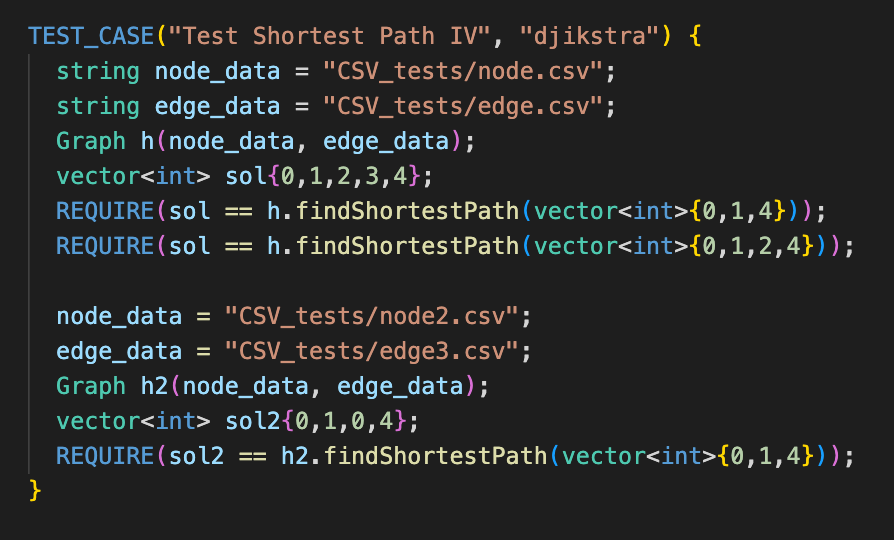 TEST_CASE("Test Shortest Path IV", "djikstra") {
  string node_data = "CSV_tests/node.csv";
  string edge_data = "CSV_tests/edge.csv";
  Graph h(node_data, edge_data);
  vector<int> sol{0,1,2,3,4};
  REQUIRE(sol == h.findShortestPath(vector<int>{0,1,4}));
  REQUIRE(sol == h.findShortestPath(vector<int>{0,1,2,4}));

  node_data = "CSV_tests/node2.csv";
  edge_data = "CSV_tests/edge3.csv";
  Graph h2(node_data, edge_data);
  vector<int> sol2{0,1,0,4};
  REQUIRE(sol2 == h2.findShortestPath(vector<int>{0,1,4}));
}